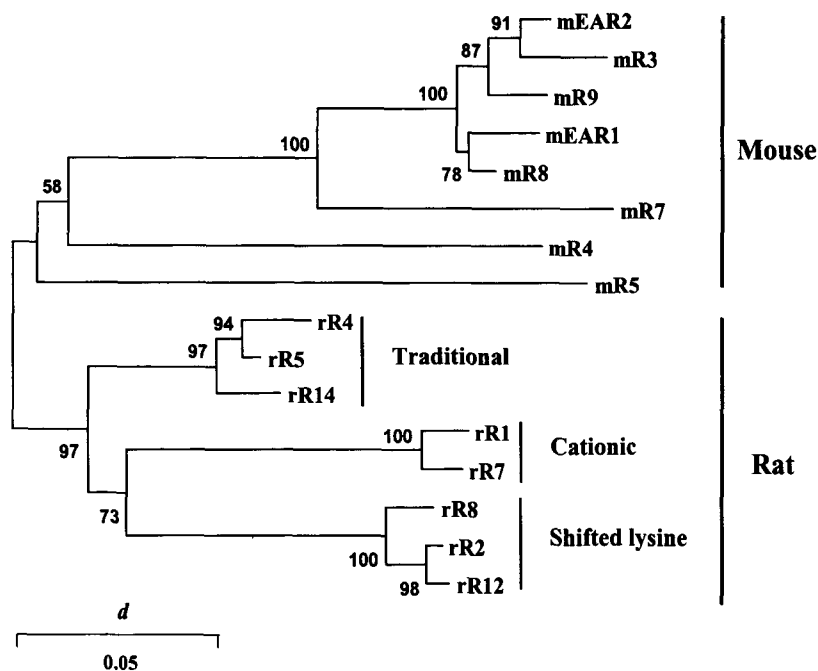 91
mEAR2
87
mR3
100
mR9
mEAR1
100
78
mR8
Mouse
58
mR7
mR4
mR5
94
rR4
97
rR5
Traditional
rR14
100
rR1
Cationic
97
rR7
Rat
73
rR8
Shifted lysine
100
rR2
98
rR12
d
0.05